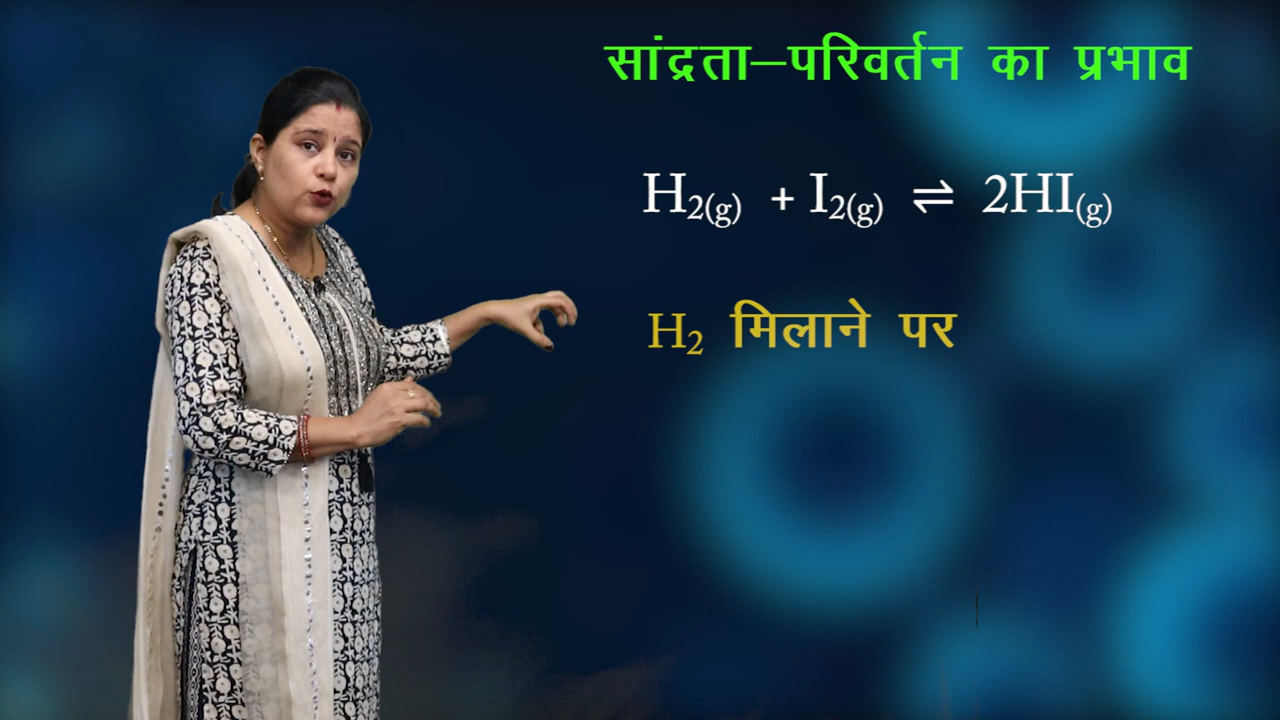 सांद्रता–परिवर्तन का प्रभाव
H₂(g) + I₂(g) ⇌ 2HI(g)
H₂ मिलाने पर